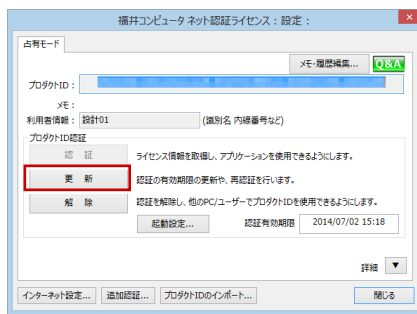 福井コンピュータ ネット認証ライセンス：設定：
占有モード
メモ・履歴編集... Q&A
プロダクトID：
メモ：
利用者情報： 設計01 (識別名 内線番号など)
プロダクトID認証
認 証 ライセンス情報を取得し、アプリケーションを使用できるようにします。
更 新 認証の有効期限の更新や、再認証を行います。
解 除 認証を解除し、他のPC/ユーザーでプロダクトIDを使用できるようにします。
起動設定... 認証有効期限 2014/07/02 15:18
詳細 ▼
インターネット設定... 追加認証... プロダクトIDのインポート... 閉じる